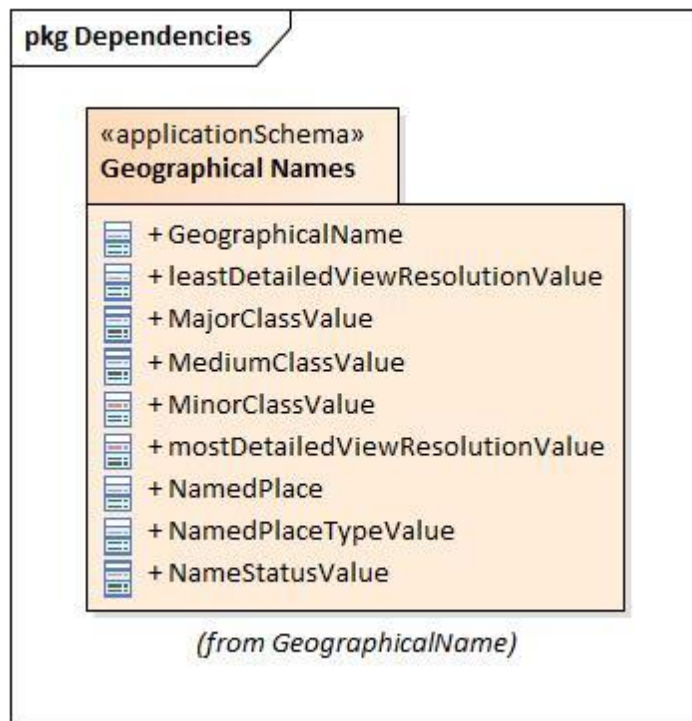 pkg Dependencies
«applicationSchema»
Geographical Names
+ GeographicalName
+ leastDetailedViewResolutionValue
+ MajorClassValue
+ MediumClassValue
+ MinorClassValue
+ mostDetailedViewResolutionValue
+ NamedPlace
+ NamedPlaceTypeValue
+ NameStatusValue
(from GeographicalName)